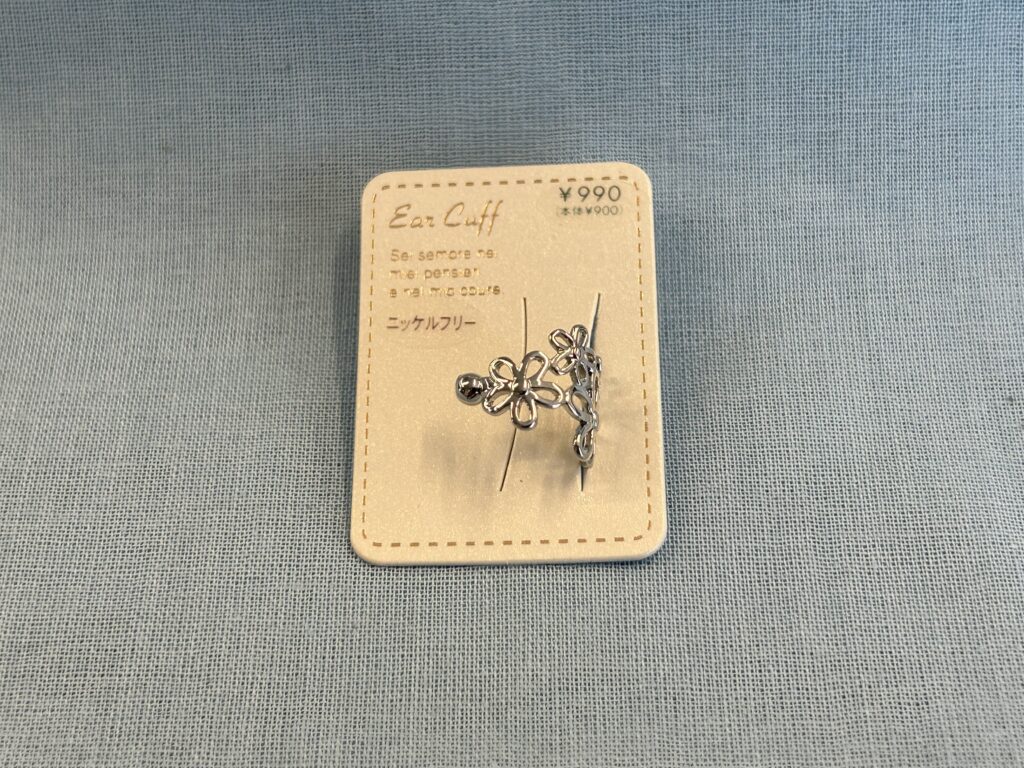 Ear Cuff
¥990
(本体¥900)
Sei sempre nei
miei pensieri
e nel mio cuore.
ニッケルフリー